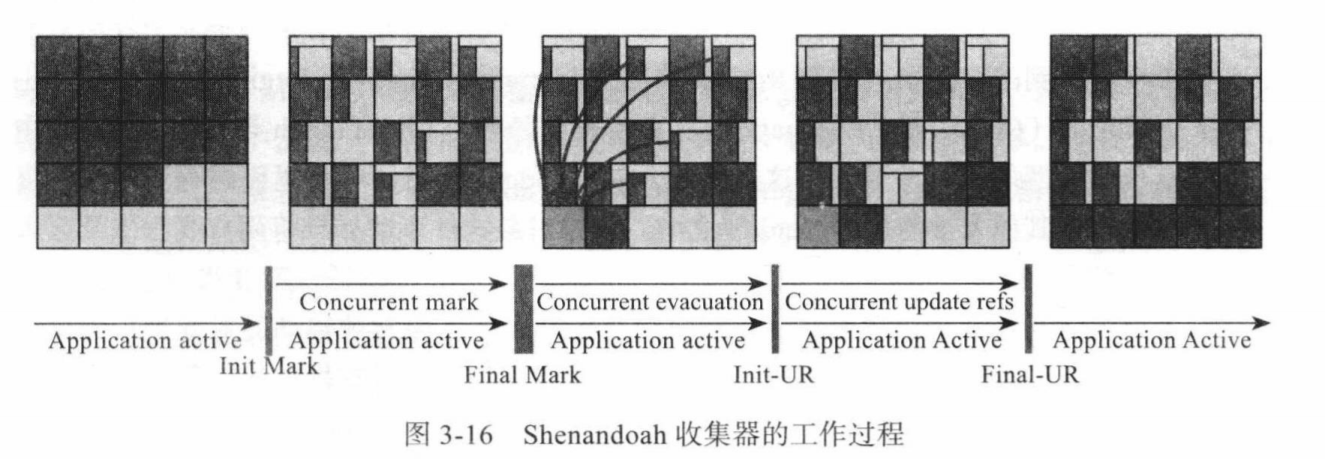 Concurrent mark Concurrent evacuation Concurrent update refs
Application active Application active Application active Application Active Application Active
Init Mark Final Mark Init-UR Final-UR
图 3-16 Shenandoah 收集器的工作过程